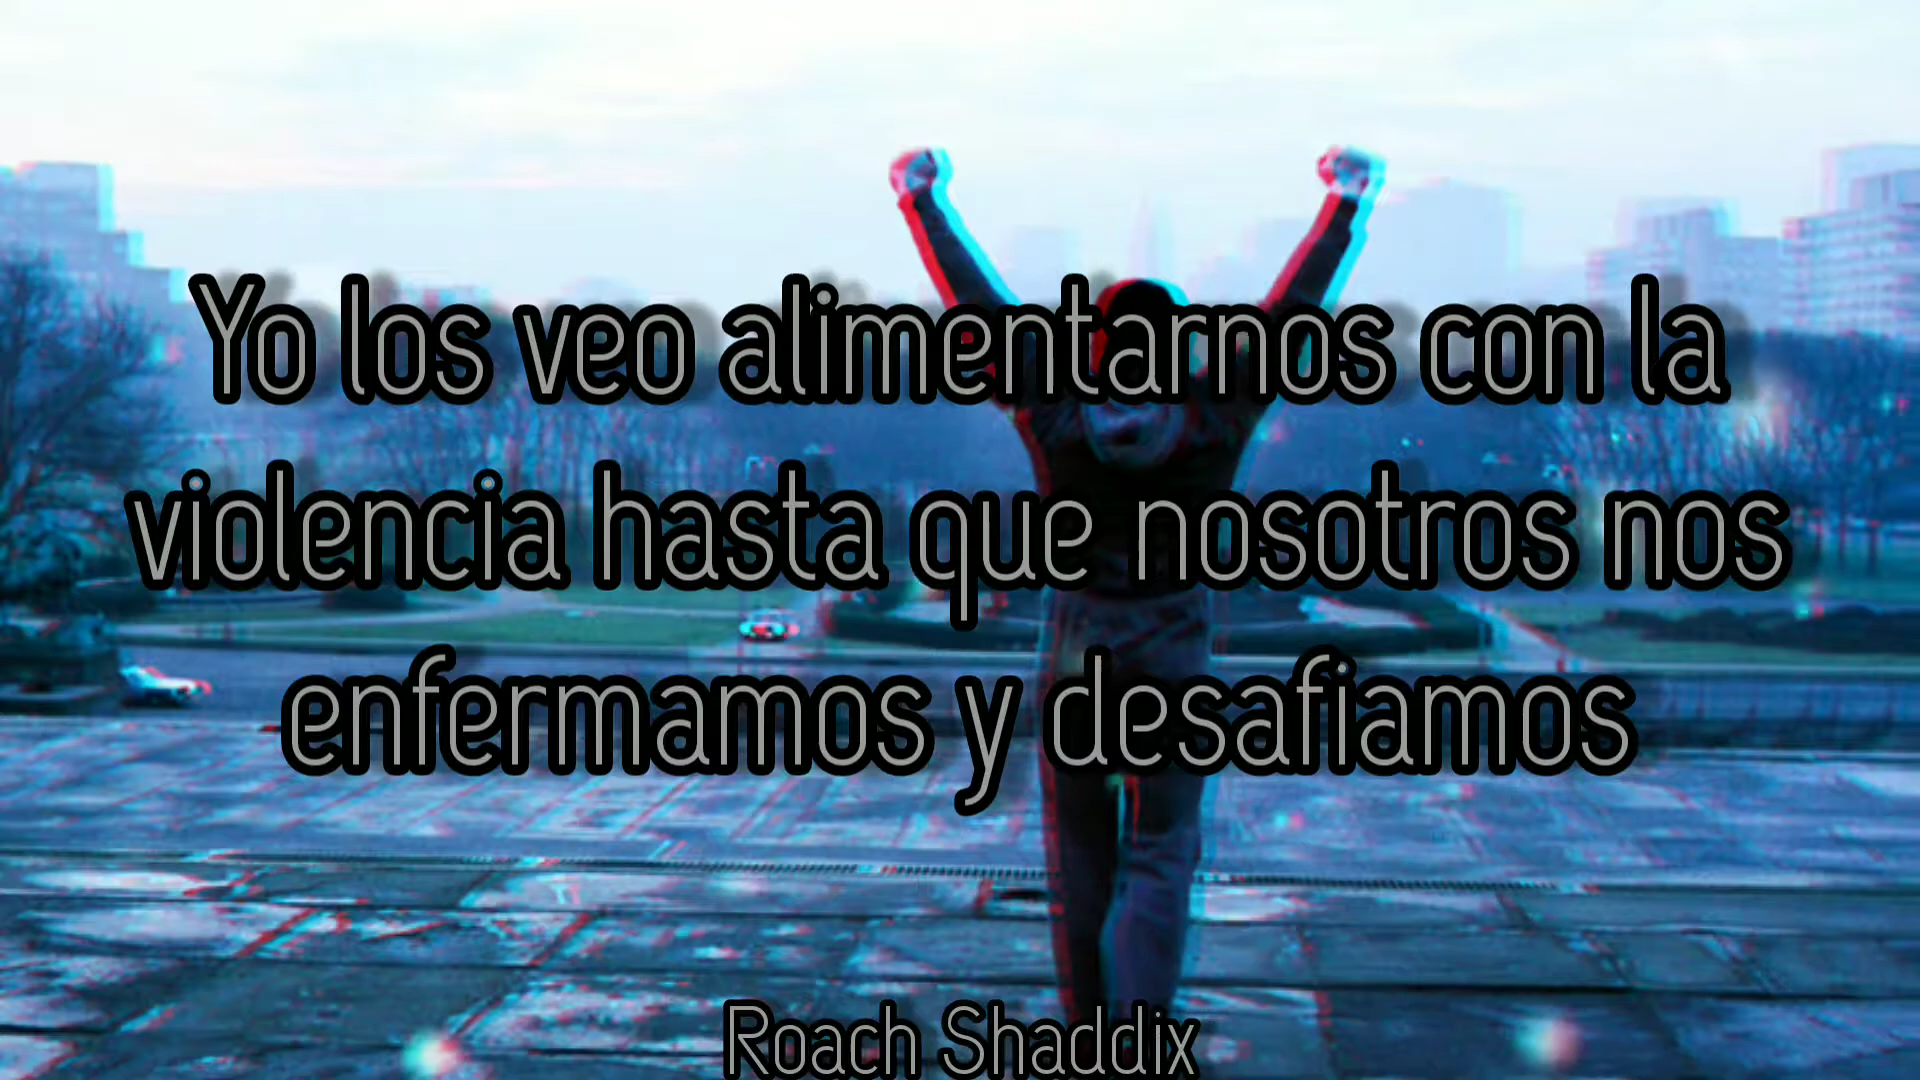 Yo los veo alimentarnos con la
violencia hasta que nosotros nos
enfermamos y desafiamos
Roach Shaddix